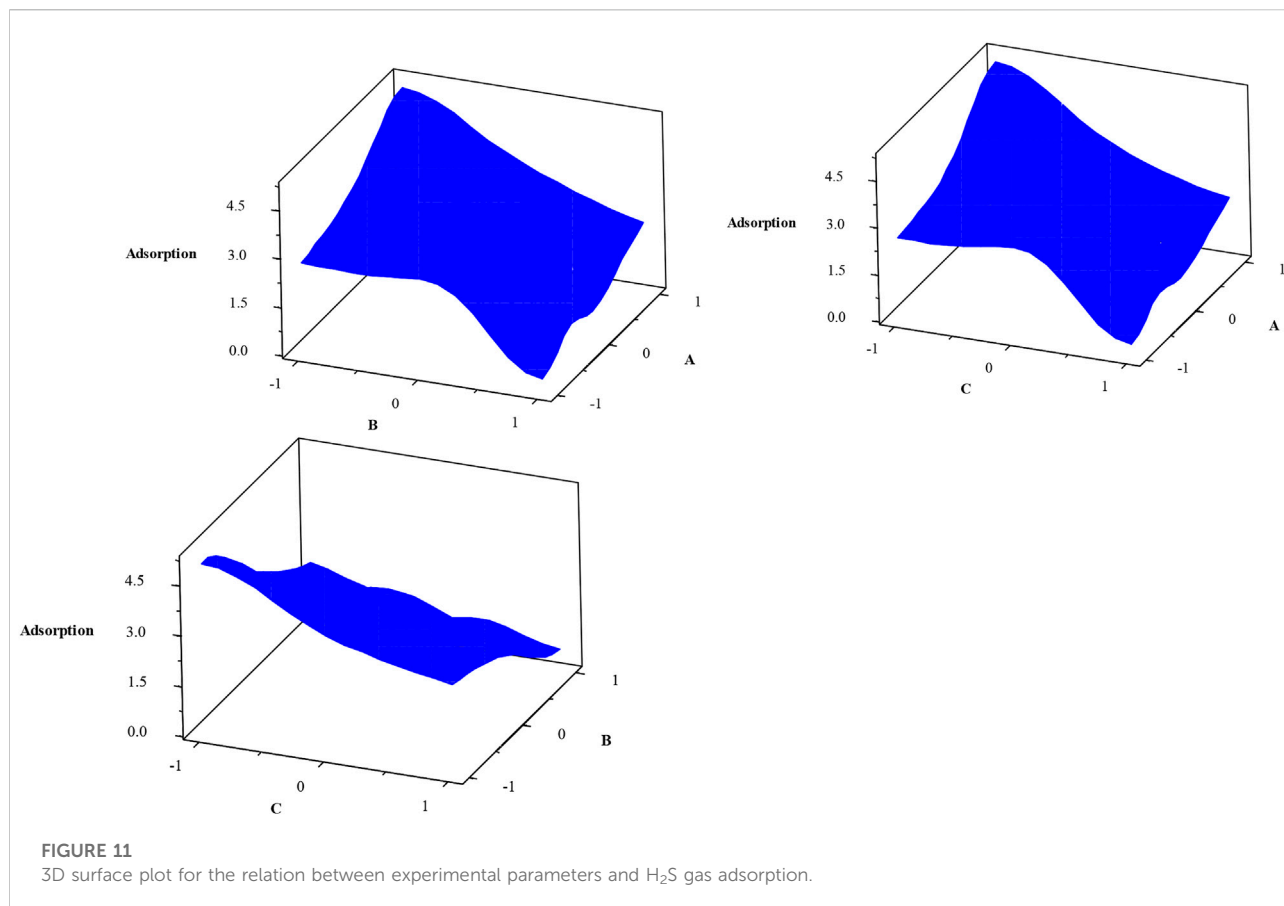 4.5
Adsorption
3.0
1.5
0.0
-1
0
1
B
-1
0
1
A
4.5
Adsorption
3.0
1.5
0.0
-1
0
1
C
-1
0
1
A
4.5
Adsorption
3.0
1.5
0.0
-1
0
1
C
-1
0
1
B
FIGURE 11
3D surface plot for the relation between experimental parameters and H₂S gas adsorption.